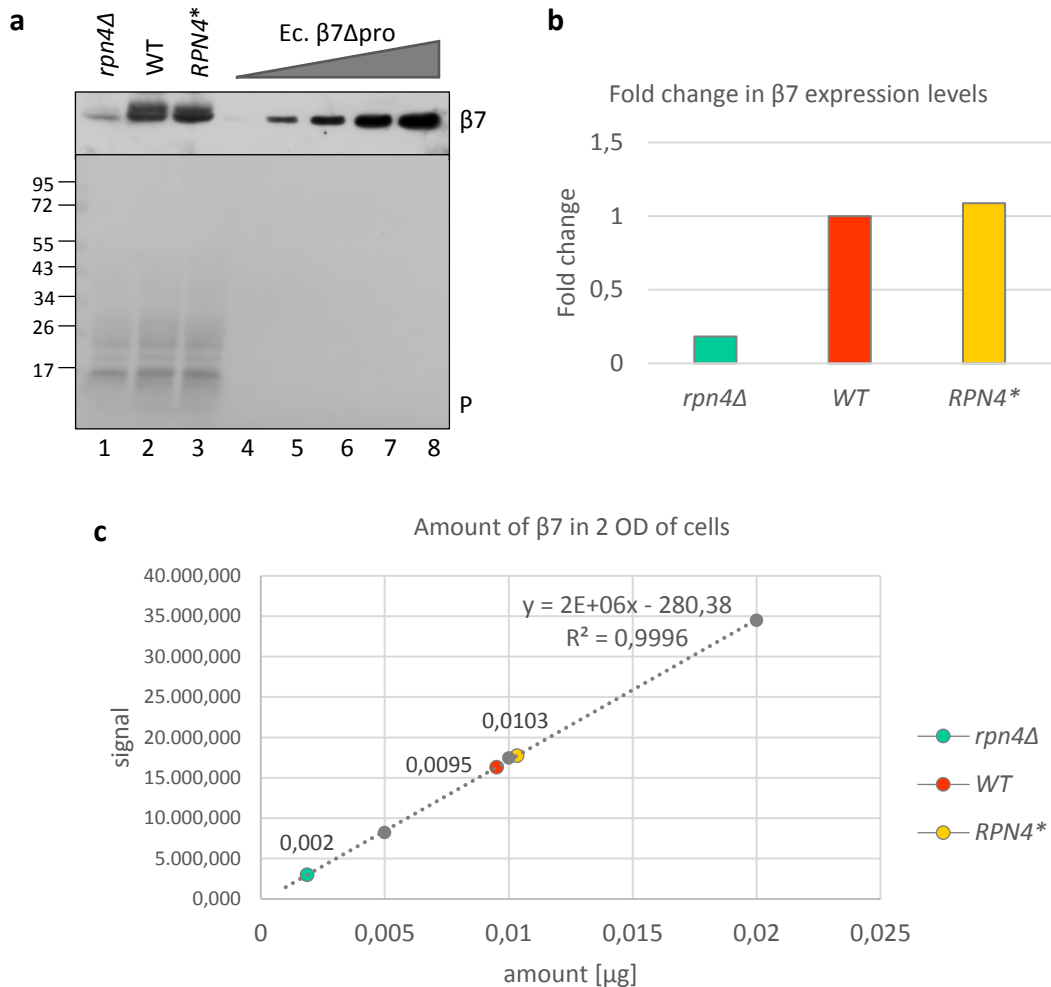 a
rpn4Δ
WT
RPN4*
Ec. β7Δpro
β7
95
72
55
43
34
26
17
P
1 2 3 4 5 6 7 8
b
Fold change in β7 expression levels
Fold change
1,5
1
0,5
0
rpn4Δ WT RPN4*
c
Amount of β7 in 2 OD of cells
signal
40.000,000
35.000,000
30.000,000
25.000,000
20.000,000
15.000,000
10.000,000
5.000,000
0,000
y = 2E+06x - 280,38
R² = 0,9996
0,0103
0,0095
0,002
0 0,005 0,01 0,015 0,02 0,025
amount [µg]
rpn4Δ
WT
RPN4*